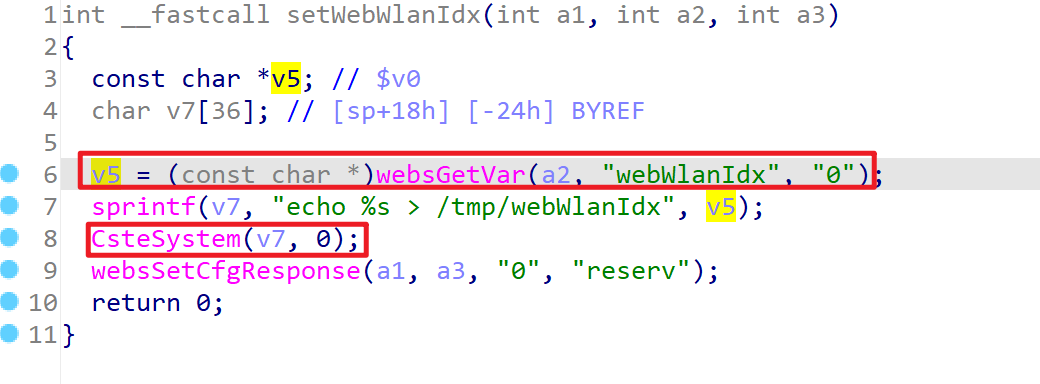 1 int __fastcall setWebWlanIdx(int a1, int a2, int a3)
2 {
3   const char *v5; // $v0
4   char v7[36]; // [sp+18h] [-24h] BYREF
5
6   v5 = (const char *)websGetVar(a2, "webWlanIdx", "0");
7   sprintf(v7, "echo %s > /tmp/webWlanIdx", v5);
8   CsteSystem(v7, 0);
9   websSetCfgResponse(a1, a3, "0", "reserv");
10   return 0;
11 }